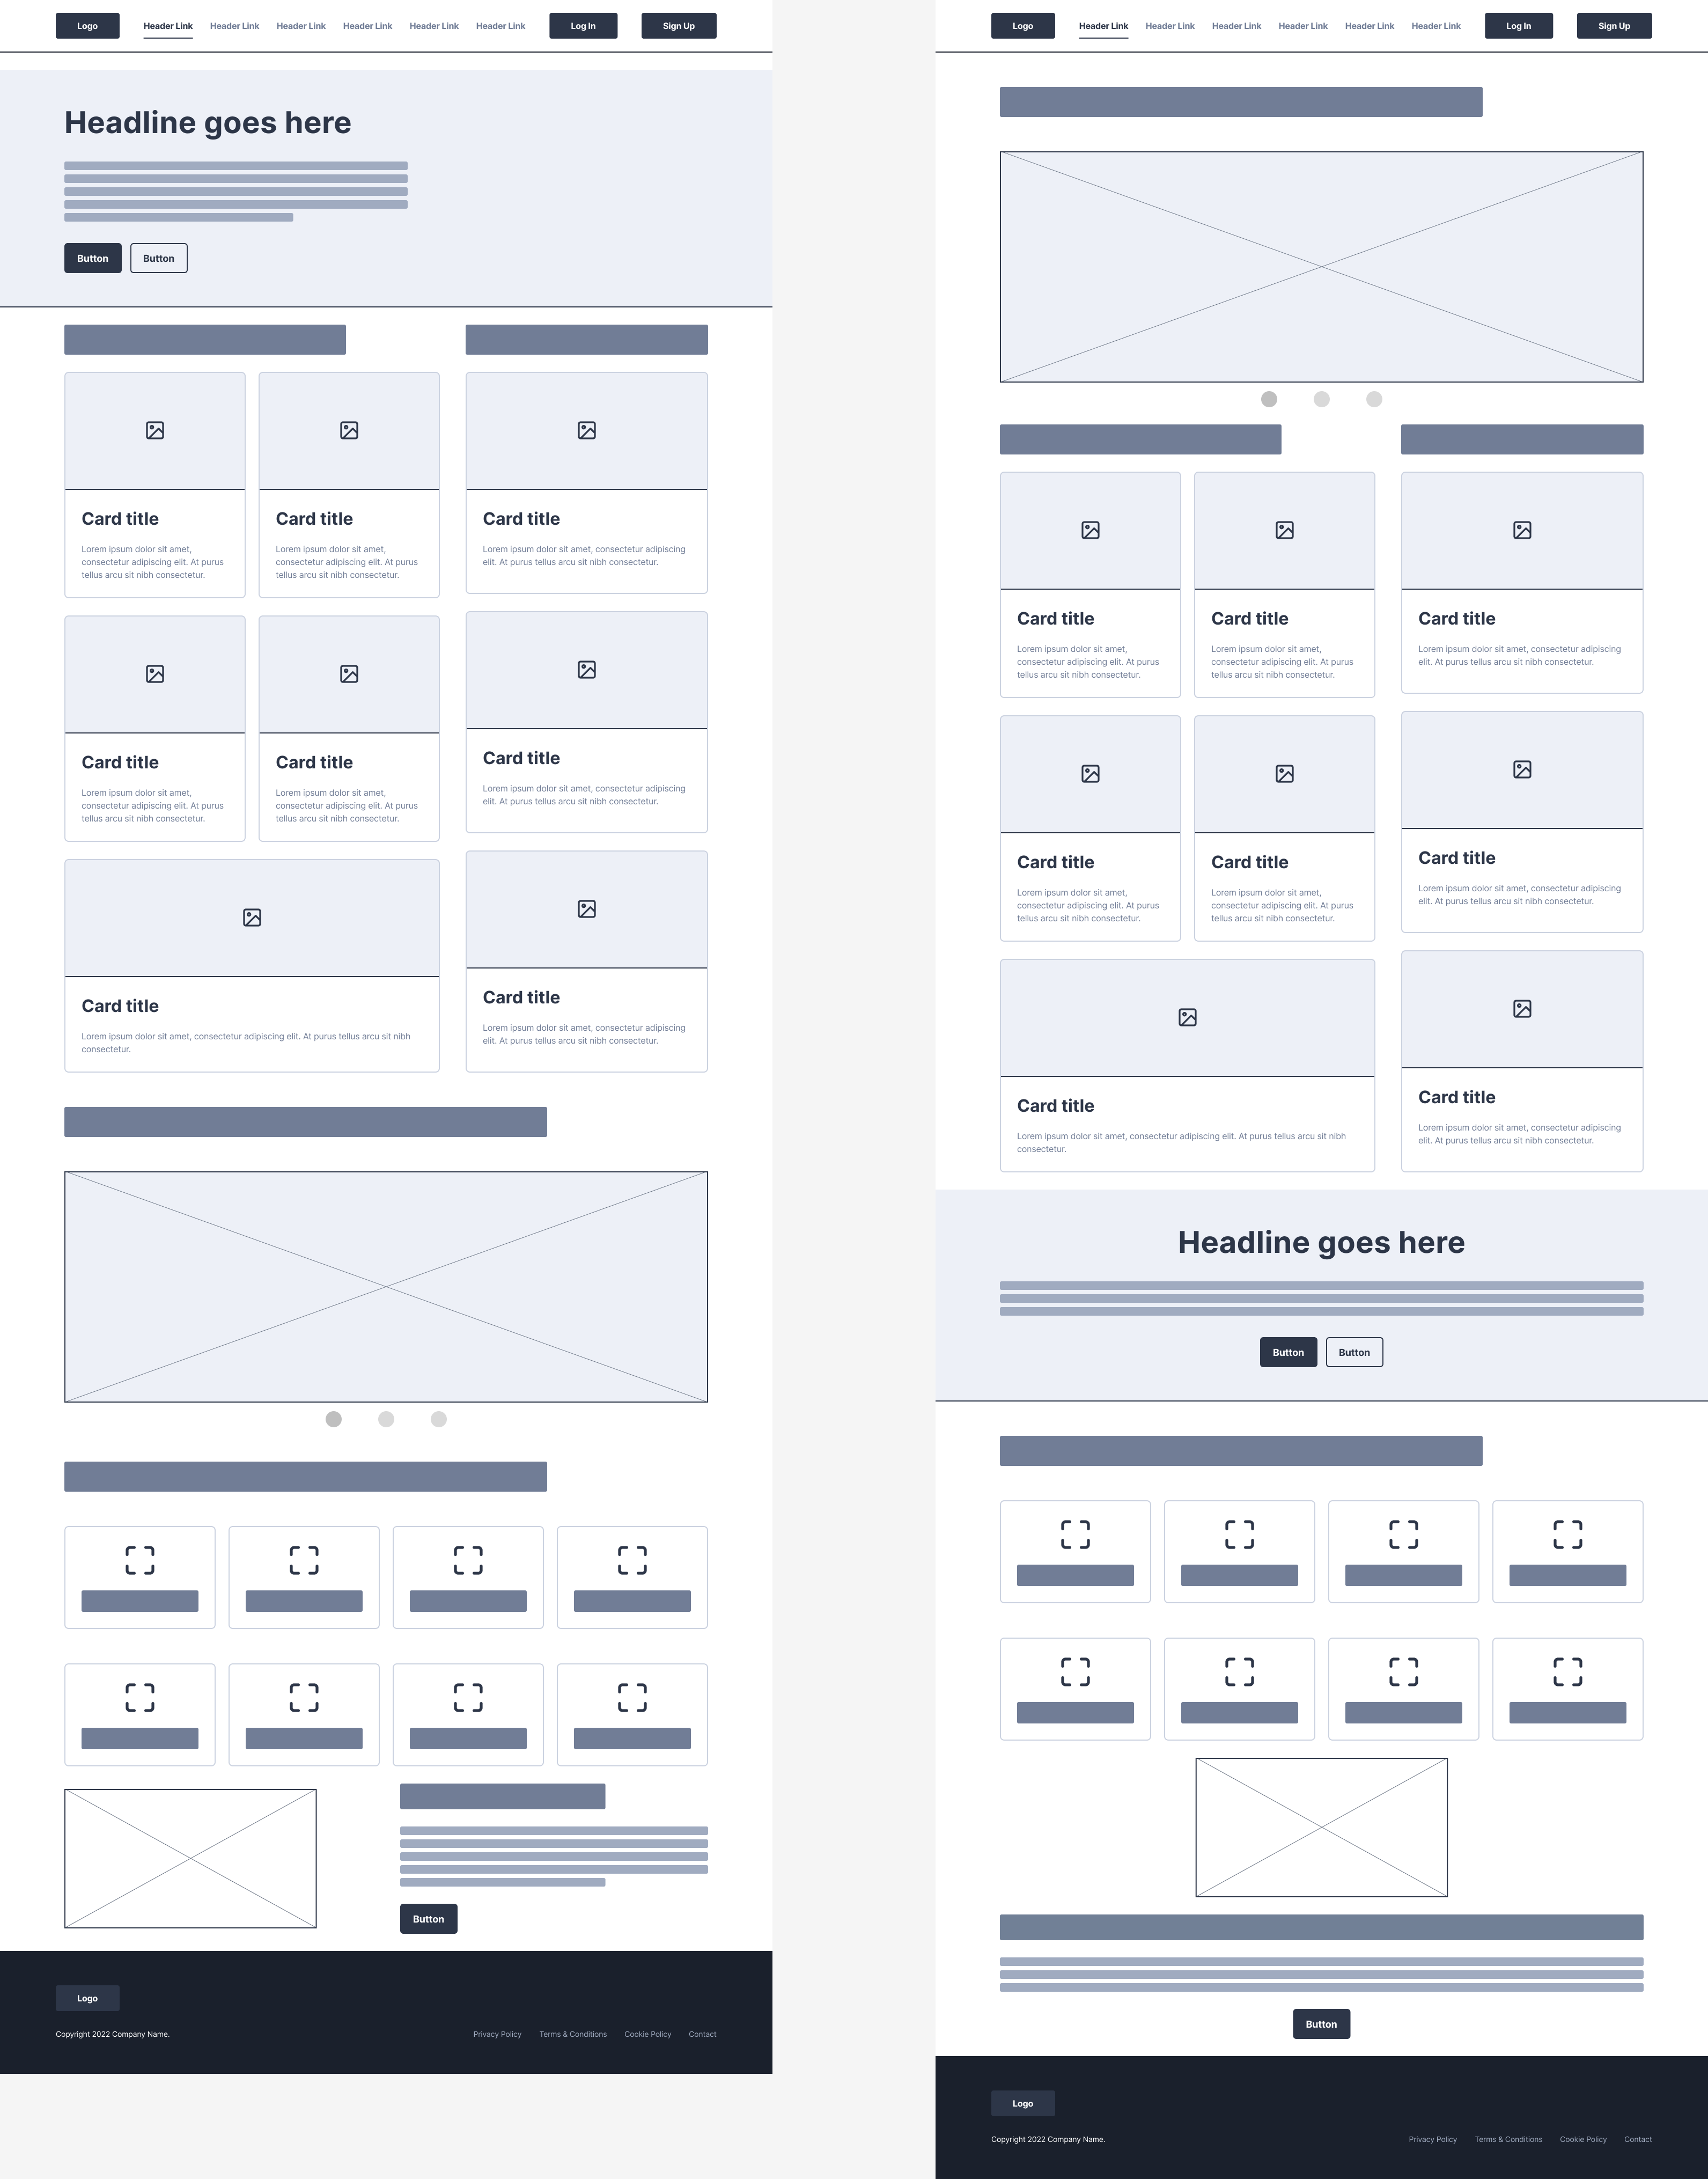 Logo
Header Link
Header Link
Header Link
Header Link
Header Link
Header Link
Log In
Sign Up
Headline goes here
Button
Button
Card title
Lorem ipsum dolor sit amet,
consectetur adipiscing elit. At purus
tellus arcu sit nibh consectetur.
Card title
Lorem ipsum dolor sit amet,
consectetur adipiscing elit. At purus
tellus arcu sit nibh consectetur.
Card title
Lorem ipsum dolor sit amet, consectetur adipiscing
elit. At purus tellus arcu sit nibh consectetur.
Card title
Lorem ipsum dolor sit amet,
consectetur adipiscing elit. At purus
tellus arcu sit nibh consectetur.
Card title
Lorem ipsum dolor sit amet,
consectetur adipiscing elit. At purus
tellus arcu sit nibh consectetur.
Card title
Lorem ipsum dolor sit amet, consectetur adipiscing
elit. At purus tellus arcu sit nibh consectetur.
Card title
Lorem ipsum dolor sit amet, consectetur adipiscing elit. At purus tellus arcu sit nibh
consectetur.
Card title
Lorem ipsum dolor sit amet, consectetur adipiscing
elit. At purus tellus arcu sit nibh consectetur.
Button
Logo
Copyright 2022 Company Name.
Privacy Policy
Terms & Conditions
Cookie Policy
Contact
Logo
Header Link
Header Link
Header Link
Header Link
Header Link
Header Link
Log In
Sign Up
Card title
Lorem ipsum dolor sit amet,
consectetur adipiscing elit. At purus
tellus arcu sit nibh consectetur.
Card title
Lorem ipsum dolor sit amet,
consectetur adipiscing elit. At purus
tellus arcu sit nibh consectetur.
Card title
Lorem ipsum dolor sit amet, consectetur adipiscing
elit. At purus tellus arcu sit nibh consectetur.
Card title
Lorem ipsum dolor sit amet,
consectetur adipiscing elit. At purus
tellus arcu sit nibh consectetur.
Card title
Lorem ipsum dolor sit amet,
consectetur adipiscing elit. At purus
tellus arcu sit nibh consectetur.
Card title
Lorem ipsum dolor sit amet, consectetur adipiscing
elit. At purus tellus arcu sit nibh consectetur.
Card title
Lorem ipsum dolor sit amet, consectetur adipiscing elit. At purus tellus arcu sit nibh
consectetur.
Card title
Lorem ipsum dolor sit amet, consectetur adipiscing
elit. At purus tellus arcu sit nibh consectetur.
Headline goes here
Button
Button
Button
Logo
Copyright 2022 Company Name.
Privacy Policy
Terms & Conditions
Cookie Policy
Contact